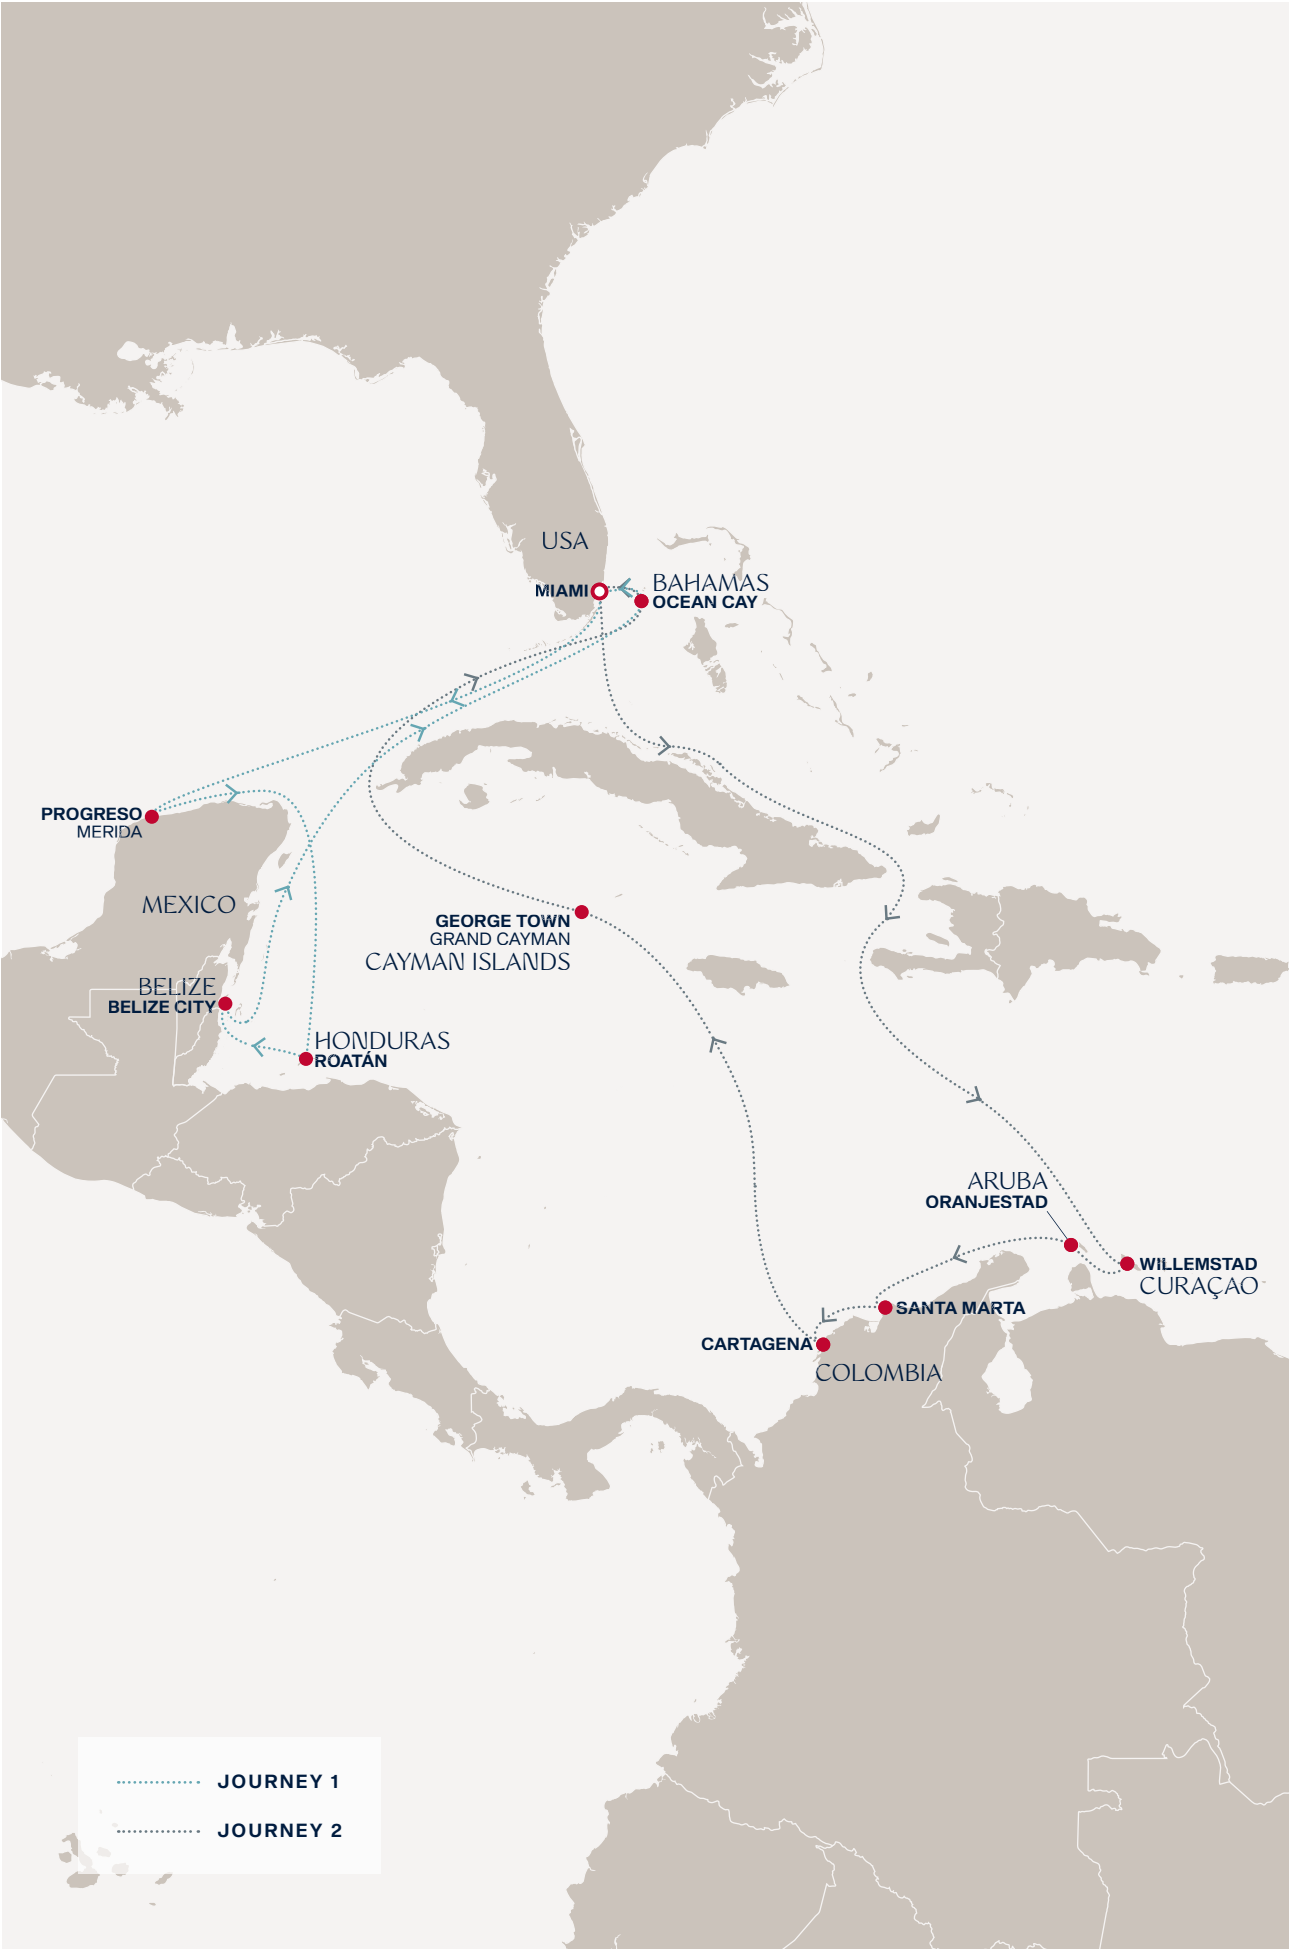 USA
MIAMI
BAHAMAS
OCEAN CAY
PROGRESO
MERIDA
MEXICO
GEORGE TOWN
GRAND CAYMAN
CAYMAN ISLANDS
BELIZE
BELIZE CITY
HONDURAS
ROATÁN
ARUBA
ORANJESTAD
WILLEMSTAD
CURAÇAO
SANTA MARTA
CARTAGENA
COLOMBIA
JOURNEY 1
JOURNEY 2